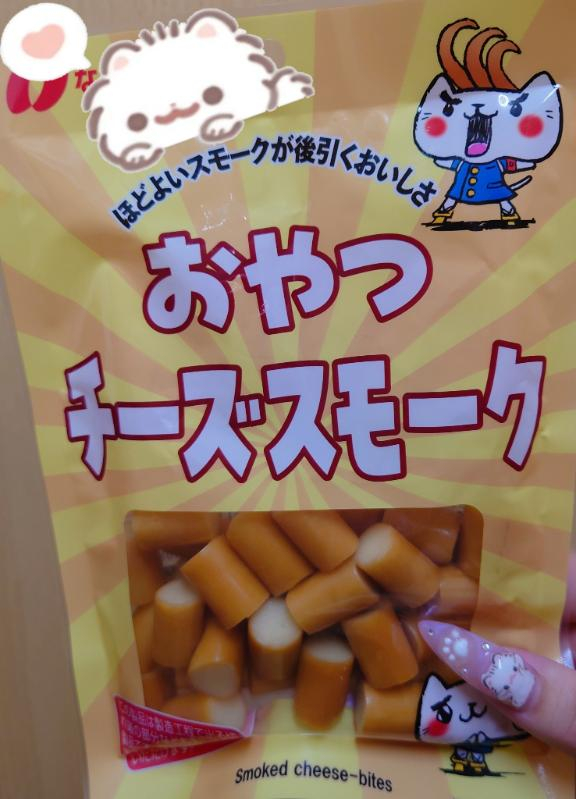 な
ほどよいスモークが後引くおいしさ
おやつ
チーズスモーク
Smoked cheese-bites